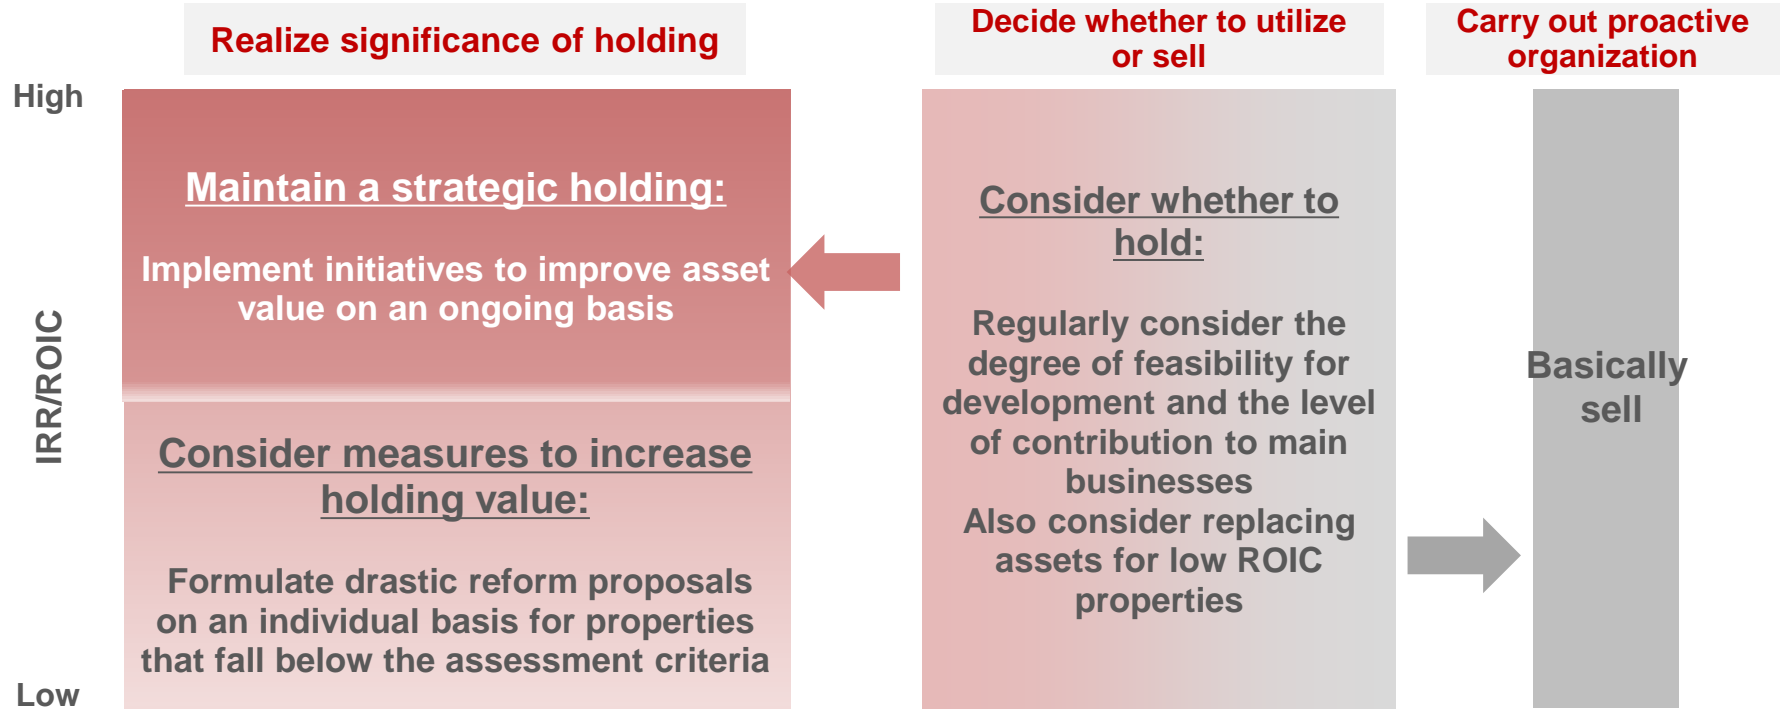 Realize significance of holding
Decide whether to utilize
or sell
Carry out proactive
organization
High
IRR/ROIC
Low
Maintain a strategic holding:
Implement initiatives to improve asset
value on an ongoing basis
Consider measures to increase
holding value:
Formulate drastic reform proposals
on an individual basis for properties
that fall below the assessment criteria
Consider whether to
hold:
Regularly consider the
degree of feasibility for
development and the level
of contribution to main
businesses
Also consider replacing
assets for low ROIC
properties
Basically
sell